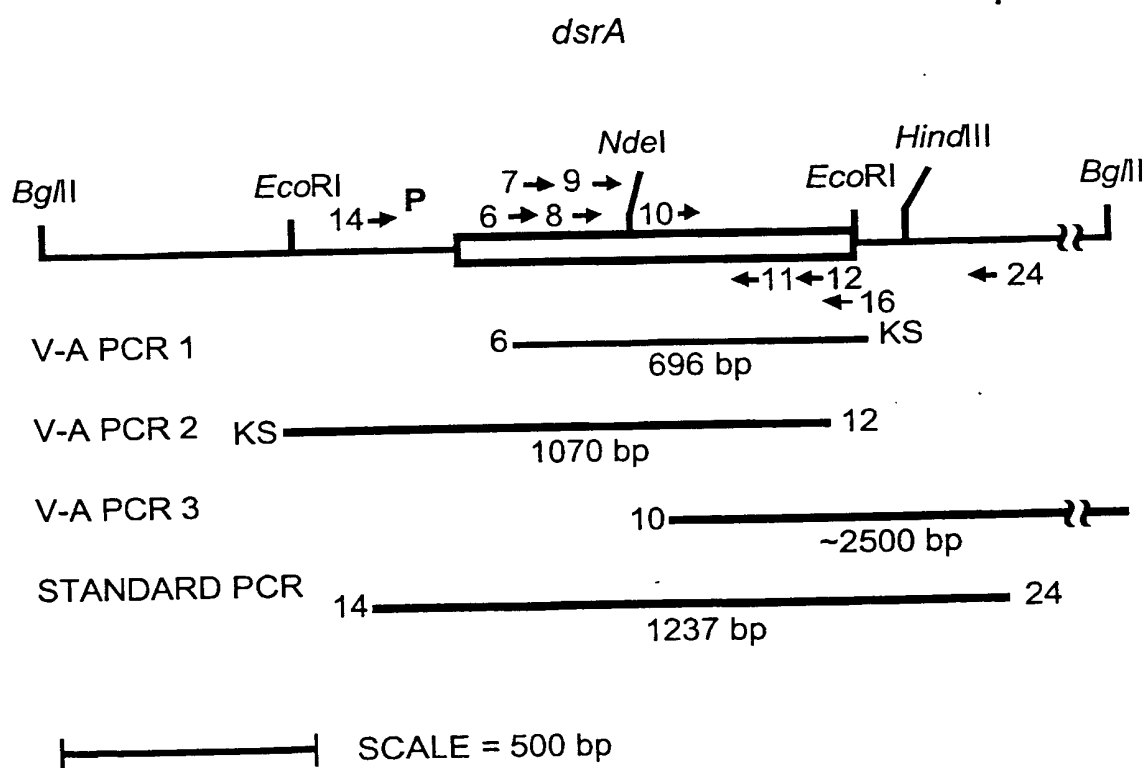 dsrA
NdeI HindIII
BglII EcoRI 7 9 EcoRI BglII
14 P 6 8 10
11 12 24
16
V-A PCR 1 6 KS
696 bp
V-A PCR 2 KS 12
1070 bp
V-A PCR 3 10
~2500 bp
STANDARD PCR 14 24
1237 bp
SCALE = 500 bp